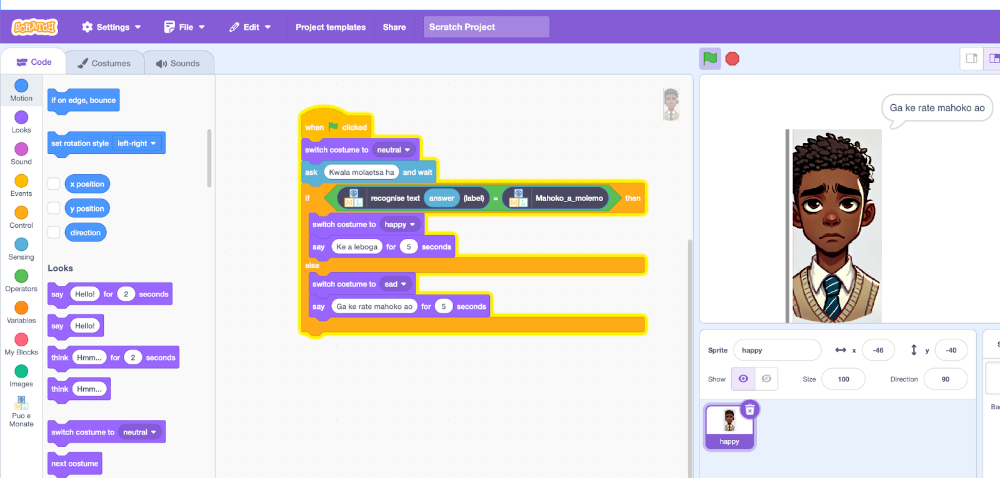 SCRATCH Settings File Edit Project templates Share Scratch Project
Code Costumes Sounds
Motion
Looks
Sound
Events
Control
Sensing
Operators
Variables
My Blocks
Images
ML
Puo e
Monate
if on edge, bounce
set rotation style left-right
x position
y position
direction
Looks
say Hello! for 2 seconds
say Hello!
think Hmm... for 2 seconds
think Hmm...
switch costume to neutral
next costume
when clicked
switch costume to neutral
ask Kwala molaetsa ha and wait
if ML recognise text answer (label) = ML Mahoko_a_molemo then
switch costume to happy
say Ke a leboga for 5 seconds
else
switch costume to sad
say Ga ke rate mahoko ao for 5 seconds
Ga ke rate mahoko ao
Sprite happy x -46 y -40
Show Size 100 Direction 90
happy